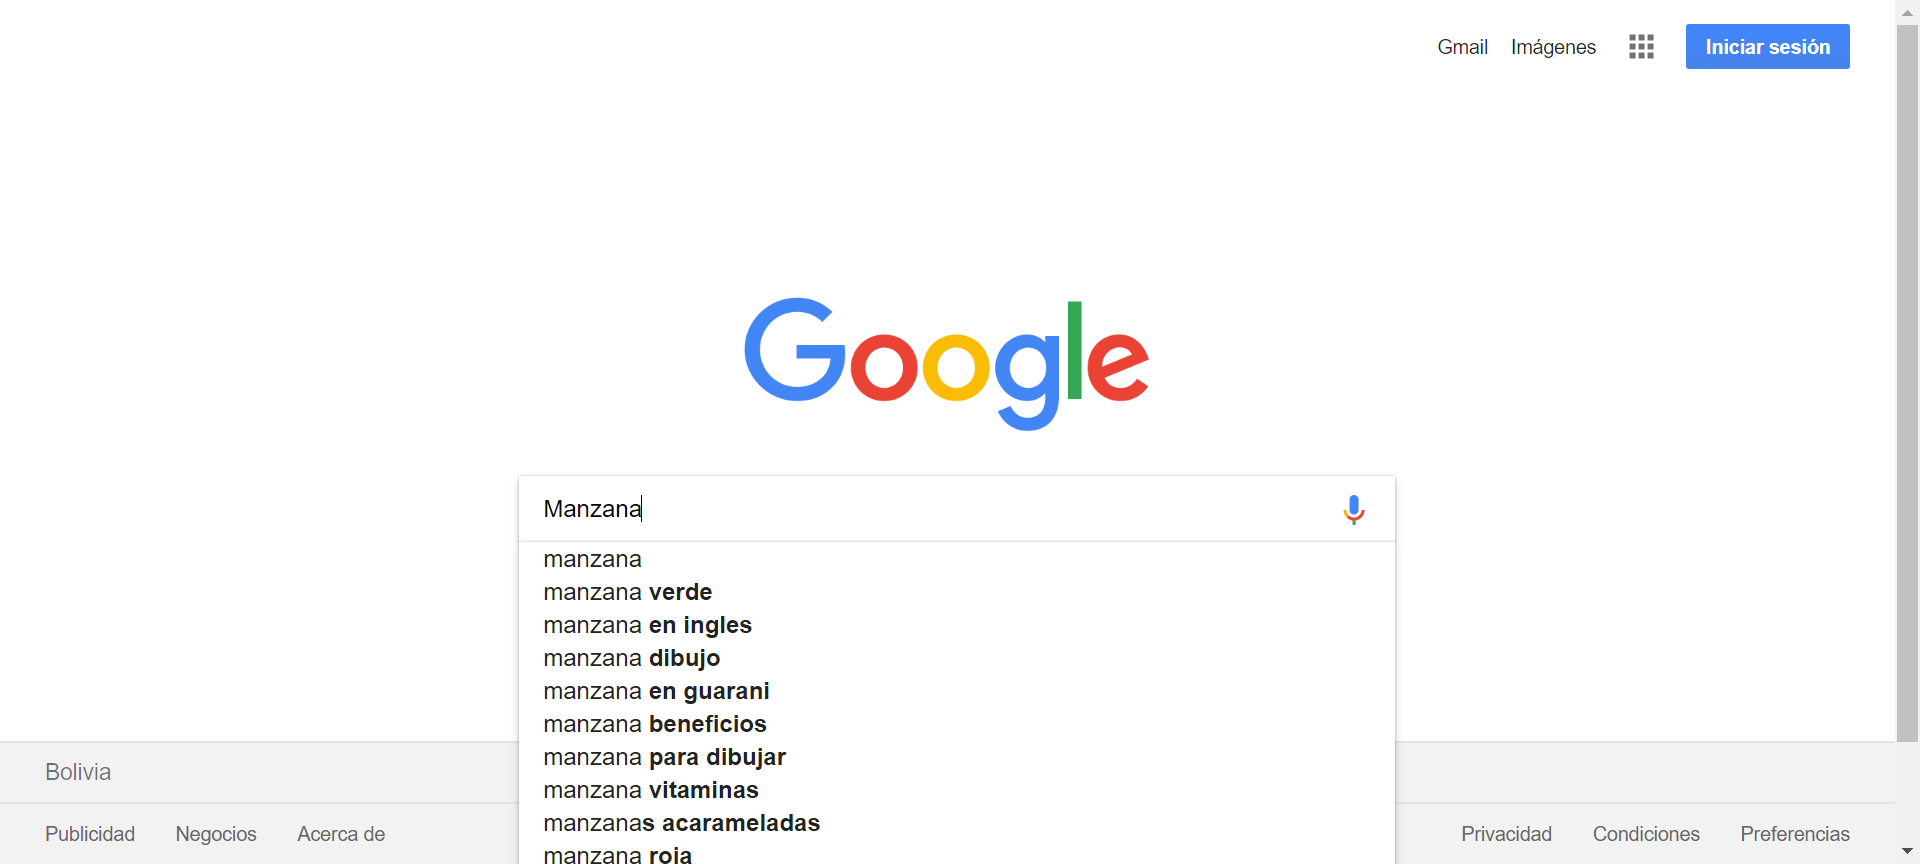 Gmail Imágenes Iniciar sesión
Google
Manzana
manzana
manzana verde
manzana en ingles
manzana dibujo
manzana en guarani
manzana beneficios
manzana para dibujar
manzana vitaminas
manzanas acarameladas
manzana roja
Bolivia
Publicidad Negocios Acerca de
Privacidad Condiciones Preferencias